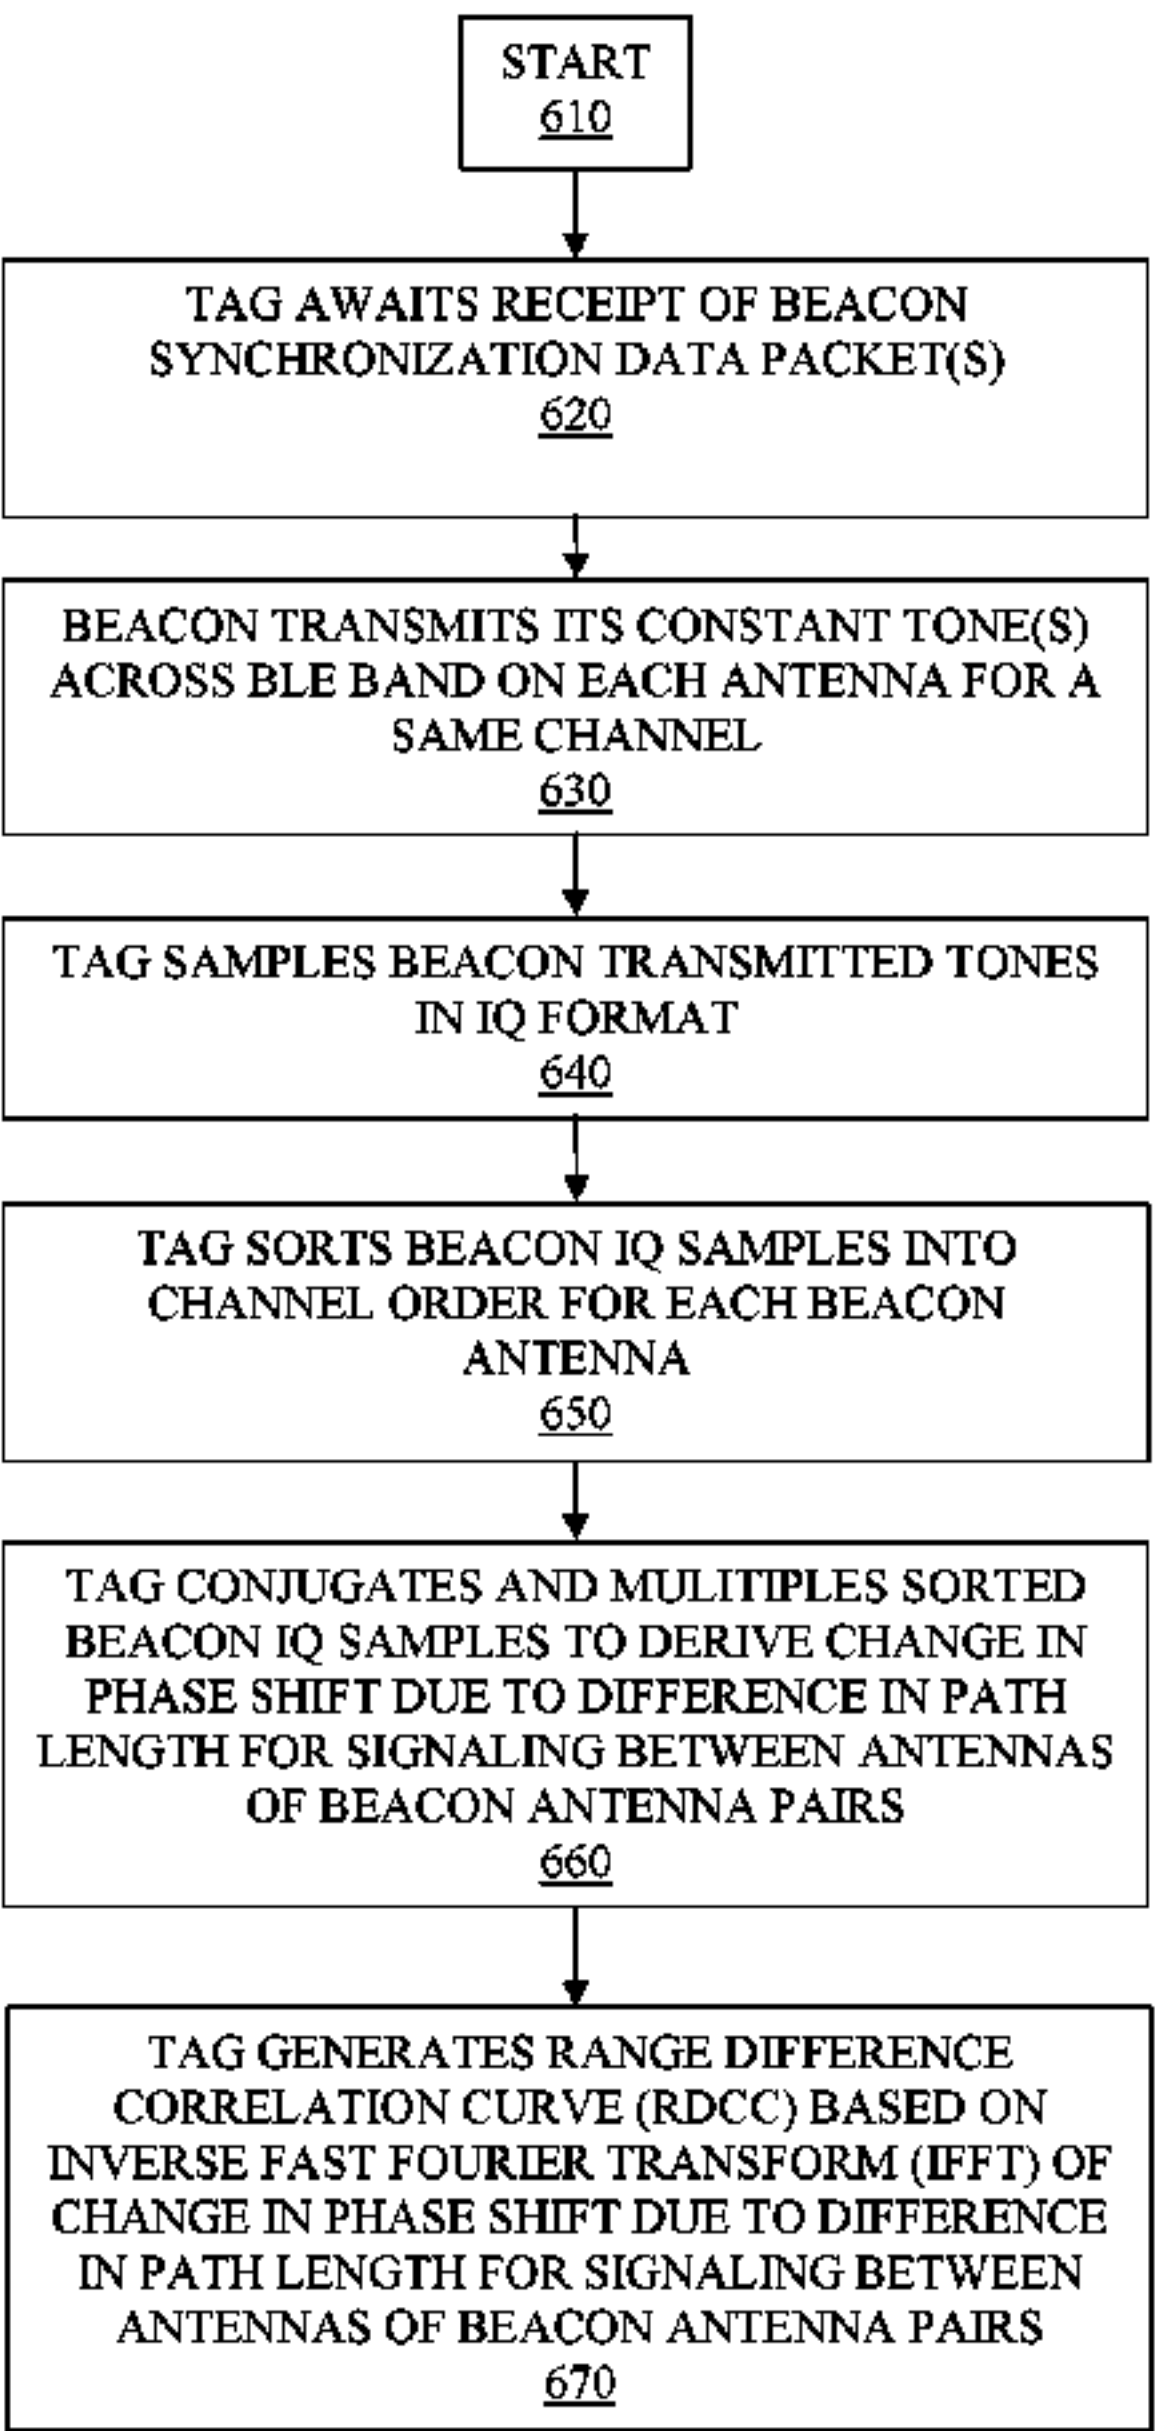 START
610
TAG AWAITS RECEIPT OF BEACON
SYNCHRONIZATION DATA PACKET(S)
620
BEACON TRANSMITS ITS CONSTANT TONE(S)
ACROSS BLE BAND ON EACH ANTENNA FOR A
SAME CHANNEL
630
TAG SAMPLES BEACON TRANSMITTED TONES
IN IQ FORMAT
640
TAG SORTS BEACON IQ SAMPLES INTO
CHANNEL ORDER FOR EACH BEACON
ANTENNA
650
TAG CONJUGATES AND MULITIPLES SORTED
BEACON IQ SAMPLES TO DERIVE CHANGE IN
PHASE SHIFT DUE TO DIFFERENCE IN PATH
LENGTH FOR SIGNALING BETWEEN ANTENNAS
OF BEACON ANTENNA PAIRS
660
TAG GENERATES RANGE DIFFERENCE
CORRELATION CURVE (RDCC) BASED ON
INVERSE FAST FOURIER TRANSFORM (IFFT) OF
CHANGE IN PHASE SHIFT DUE TO DIFFERENCE
IN PATH LENGTH FOR SIGNALING BETWEEN
ANTENNAS OF BEACON ANTENNA PAIRS
670